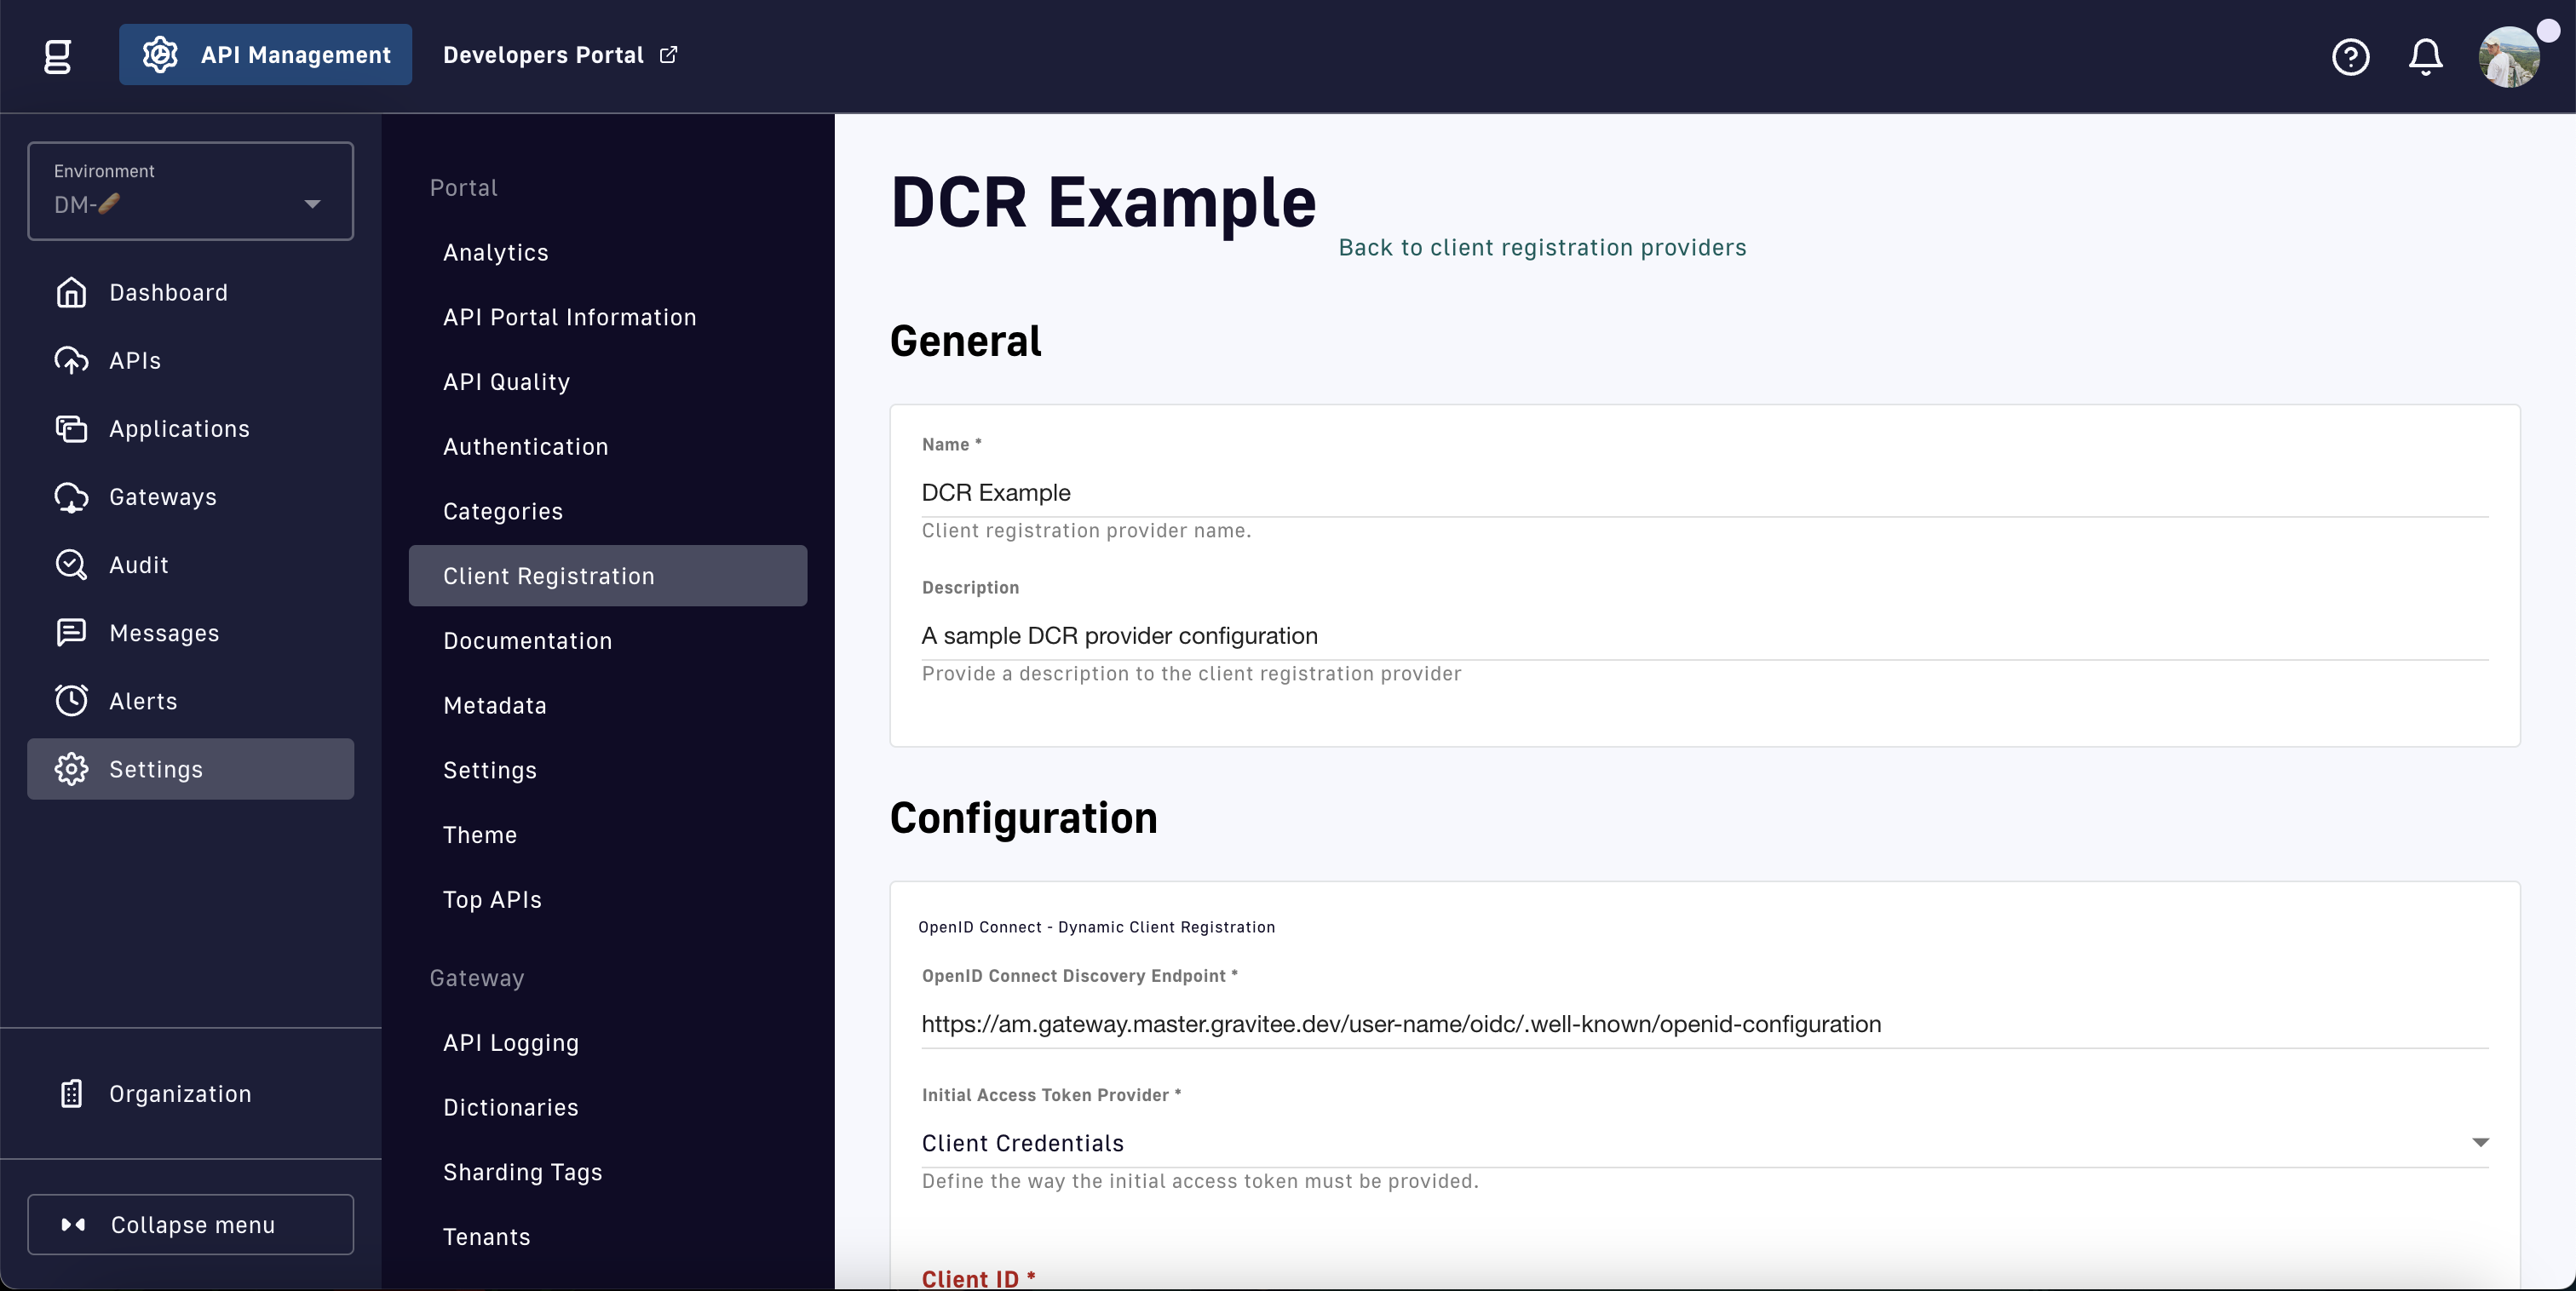 API Management
Developers Portal
Environment
DM-🥖
Dashboard
APIs
Applications
Gateways
Audit
Messages
Alerts
Settings
Organization
Collapse menu
Portal
Analytics
API Portal Information
API Quality
Authentication
Categories
Client Registration
Documentation
Metadata
Settings
Theme
Top APIs
Gateway
API Logging
Dictionaries
Sharding Tags
Tenants
DCR Example
Back to client registration providers
General
Name *
DCR Example
Client registration provider name.
Description
A sample DCR provider configuration
Provide a description to the client registration provider
Configuration
OpenID Connect - Dynamic Client Registration
OpenID Connect Discovery Endpoint *
https://am.gateway.master.gravitee.dev/user-name/oidc/.well-known/openid-configuration
Initial Access Token Provider *
Client Credentials
Define the way the initial access token must be provided.
Client ID *